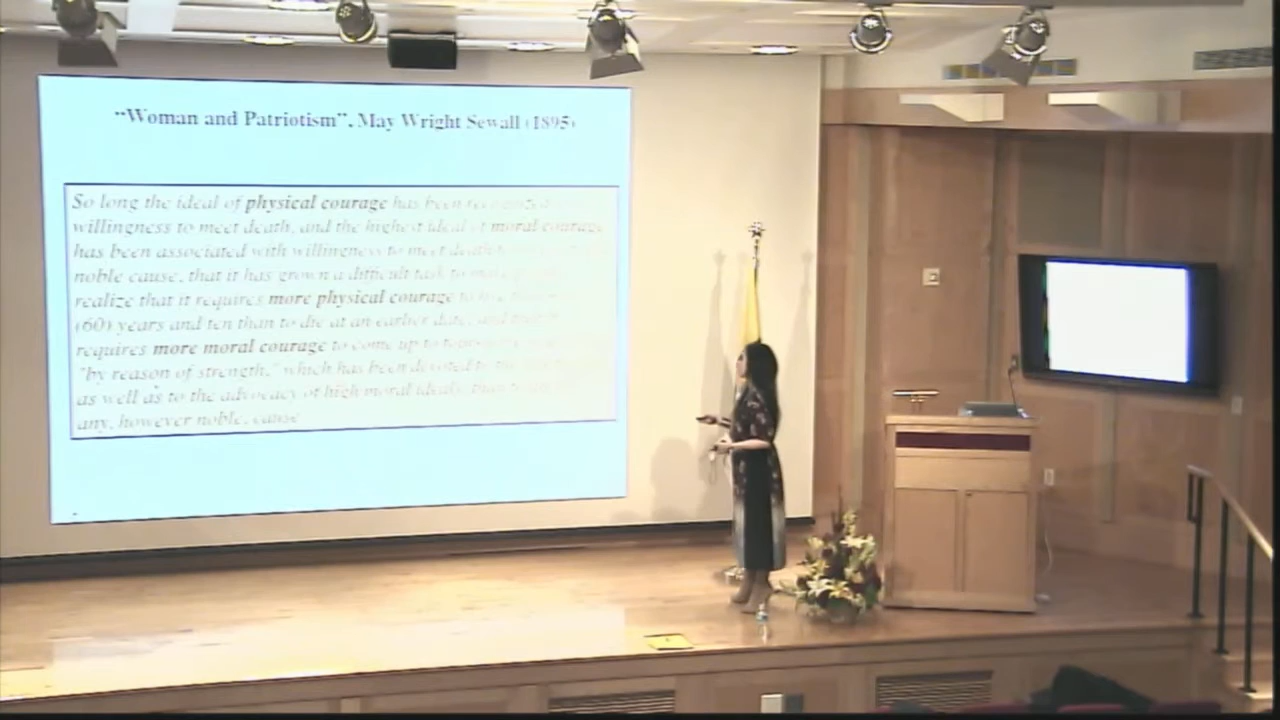 “Woman and Patriotism”, May Wright Sewall (1895)
So long the ideal of physical courage has been recognized
willingness to meet death, and the highest ideal of moral courage
has been associated with willingness to meet death
noble cause, that it has grown a difficult task to
realize that it requires more physical courage to
(60) years and ten than to die at an earlier date, and
requires more moral courage to come up to
"by reason of strength," which has been devoted to
as well as to the advocacy of high moral ideals,
any, however noble, cause